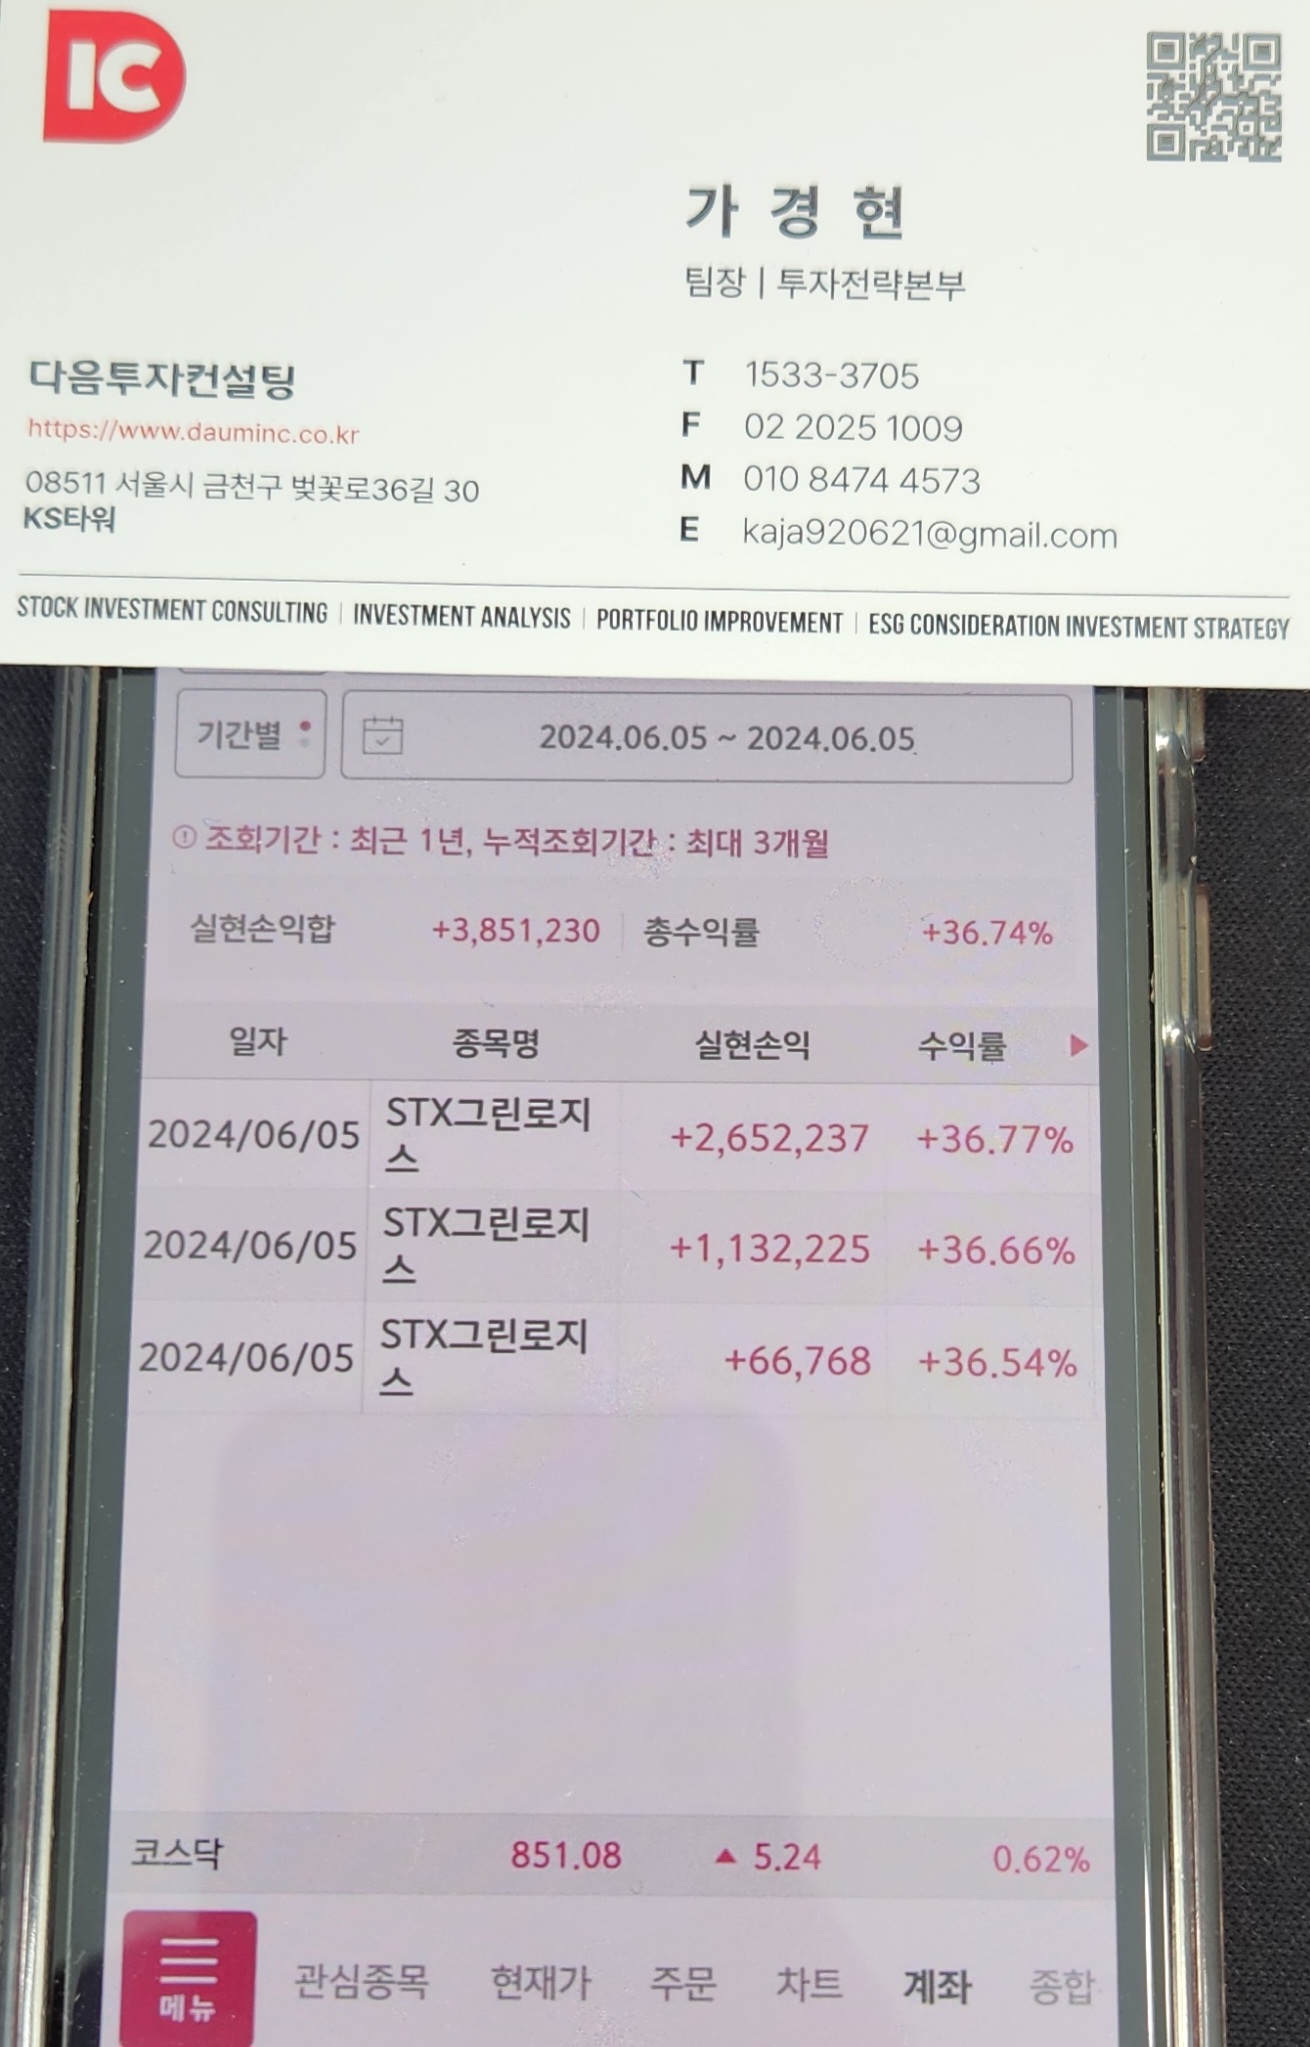 IC
가 경 현
팀장 | 투자전략본부
다음투자컨설팅
https://www.dauminc.co.kr
08511 서울시 금천구 벚꽃로36길 30
KS타워
T 1533-3705
F 02 2025 1009
M 010 8474 4573
E kaja920621@gmail.com
STOCK INVESTMENT CONSULTING | INVESTMENT ANALYSIS | PORTFOLIO IMPROVEMENT | ESG CONSIDERATION INVESTMENT STRATEGY
기간별 2024.06.05 ~ 2024.06.05
조회기간 : 최근 1년, 누적조회기간 : 최대 3개월
실현손익합 +3,851,230 총수익률 +36.74%
일자 종목명 실현손익 수익률
2024/06/05 STX그린로지스 +2,652,237 +36.77%
2024/06/05 STX그린로지스 +1,132,225 +36.66%
2024/06/05 STX그린로지스 +66,768 +36.54%
코스닥 851.08 ▲ 5.24 0.62%
메뉴 관심종목 현재가 주문 차트 계좌 종합